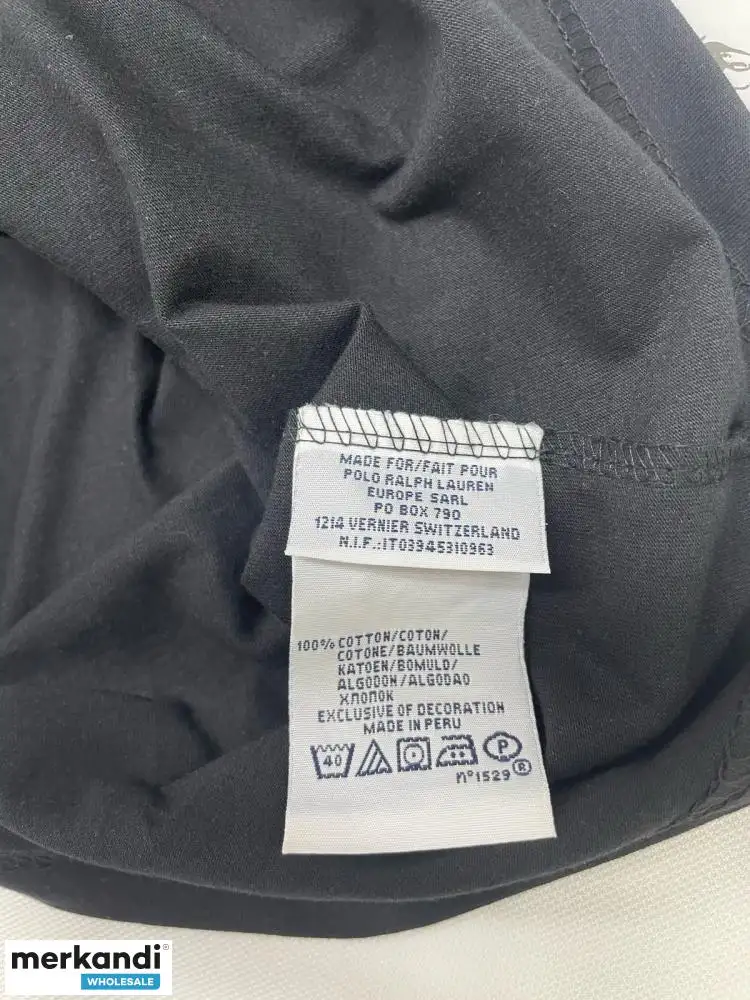 MADE FOR/FAIT POUR
POLO RALPH LAUREN
EUROPE SARL
PO BOX 790
1214 VERNIER SWITZERLAND
N.I.F.:IT03945310963
100% COTTON/COTON/
COTONE/BAUMWOLLE
KATOEN/BOMULD/
ALGODON/ALGODAO
ХЛОПОК
EXCLUSIVE OF DECORATION
MADE IN PERU
40 P
n°1529®
merkandi®
WHOLESALE